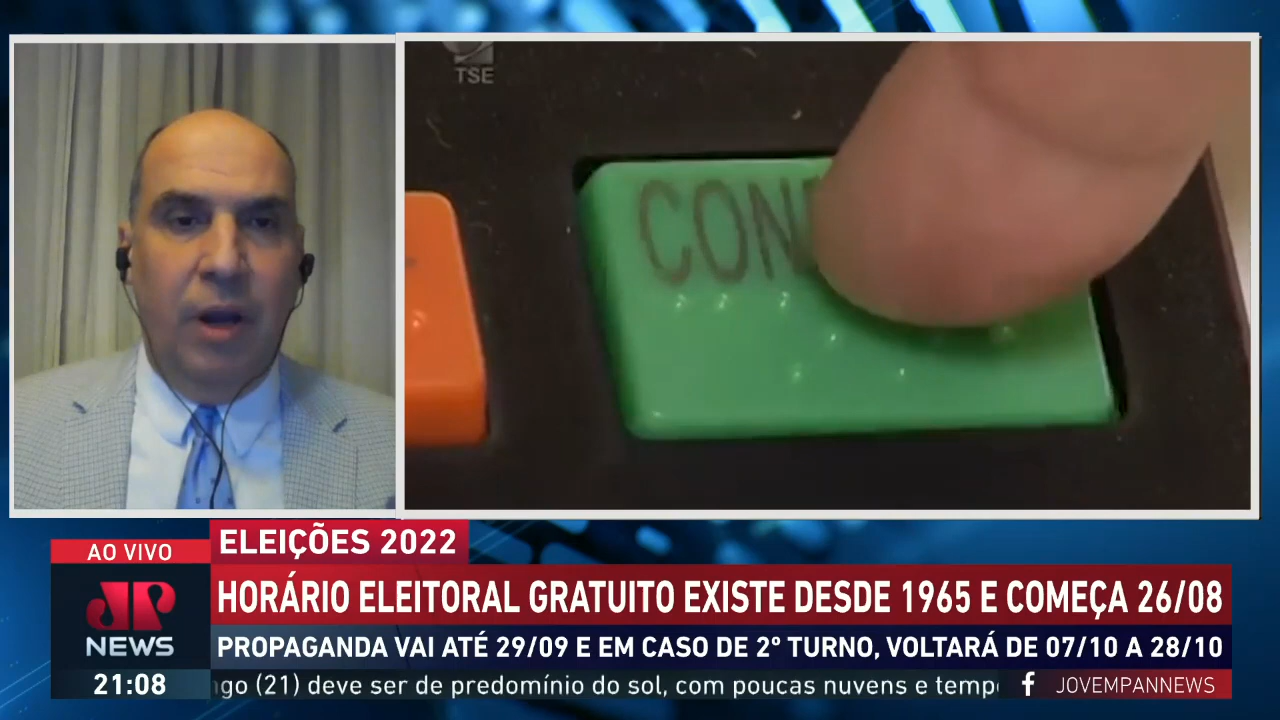 TSE
CON
ELEIÇÕES 2022
AO VIVO
JP
NEWS
HORÁRIO ELEITORAL GRATUITO EXISTE DESDE 1965 E COMEÇA 26/08
PROPAGANDA VAI ATÉ 29/09 E EM CASO DE 2º TURNO, VOLTARÁ DE 07/10 A 28/10
21:08
(21) deve ser de predomínio do sol, com poucas nuvens e
JOVEMPANNEWS